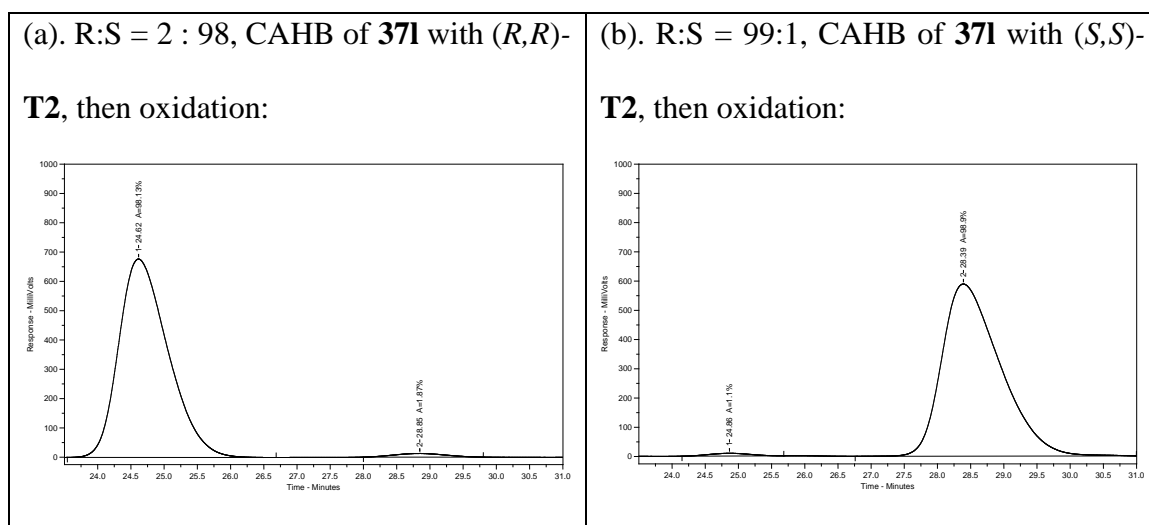 (a). R:S = 2 : 98, CAHB of 37l with (R,R)-
T2, then oxidation:
1000
900
800
700
600
500
400
300
200
100
0
Response - MilliVolts
1- 24.62 A=98.13%
2- 28.85 A=1.87%
24.0 24.5 25.0 25.5 26.0 26.5 27.0 27.5 28.0 28.5 29.0 29.5 30.0 30.5 31.0
Time - Minutes
(b). R:S = 99:1, CAHB of 37l with (S,S)-
T2, then oxidation:
1000
900
800
700
600
500
400
300
200
100
0
Response - MilliVolts
1- 24.86 A=1.1%
2- 28.39 A=98.9%
24.0 24.5 25.0 25.5 26.0 26.5 27.0 27.5 28.0 28.5 29.0 29.5 30.0 30.5 31.0
Time - Minutes